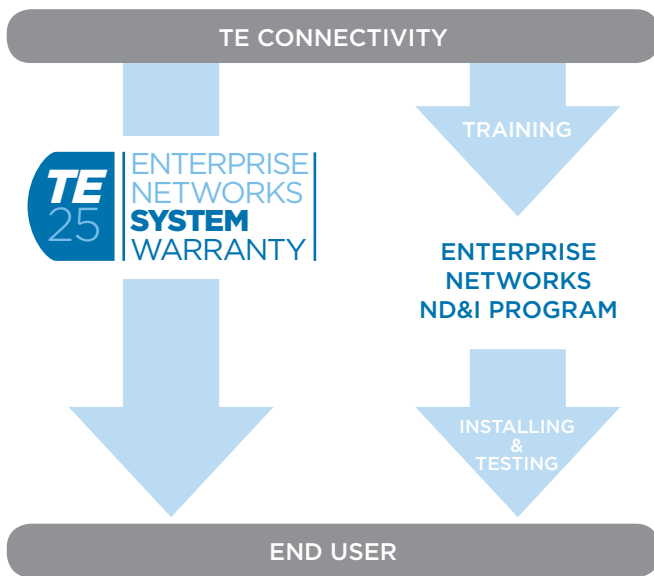 TE CONNECTIVITY
TE
25
ENTERPRISE
NETWORKS
SYSTEM
WARRANTY
TRAINING
ENTERPRISE
NETWORKS
ND&I PROGRAM
INSTALLING
&
TESTING
END USER